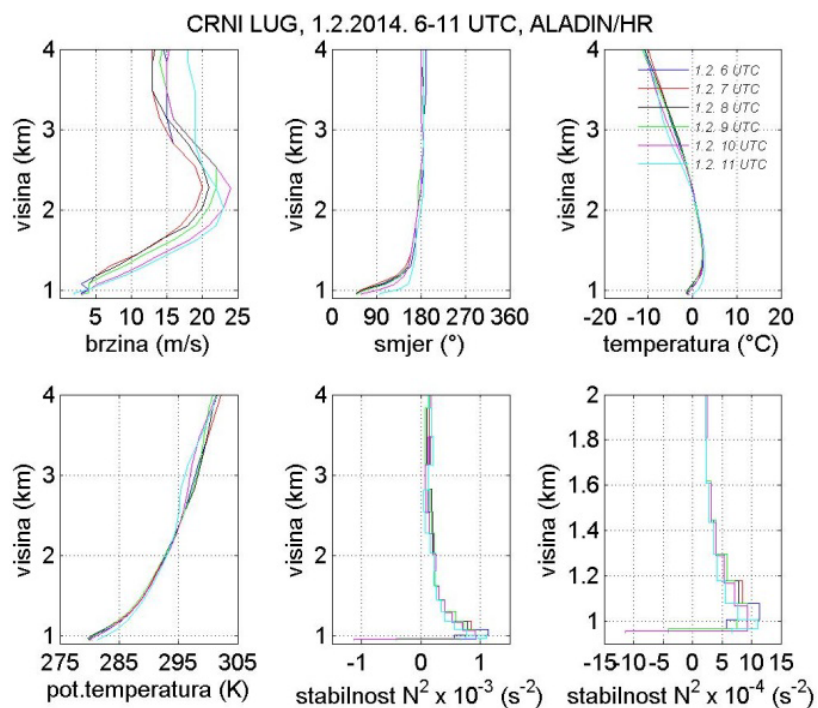 CRNI LUG, 1.2.2014. 6-11 UTC, ALADIN/HR
visina (km)
4
3
2
1
5 10 15 20 25
brzina (m/s)
visina (km)
4
3
2
1
0 90 180 270 360
smjer (°)
visina (km)
4
3
2
1
-20 -10 0 10 20
temperatura (°C)
1.2. 6 UTC
1.2. 7 UTC
1.2. 8 UTC
1.2. 9 UTC
1.2. 10 UTC
1.2. 11 UTC
visina (km)
4
3
2
1
275 285 295 305
pot.temperatura (K)
visina (km)
4
3
2
1
-1 0 1
stabilnost N² x 10⁻³ (s⁻²)
visina (km)
2
1.8
1.6
1.4
1.2
1
-15 -10 -5 0 5 10 15
stabilnost N² x 10⁻⁴ (s⁻²)